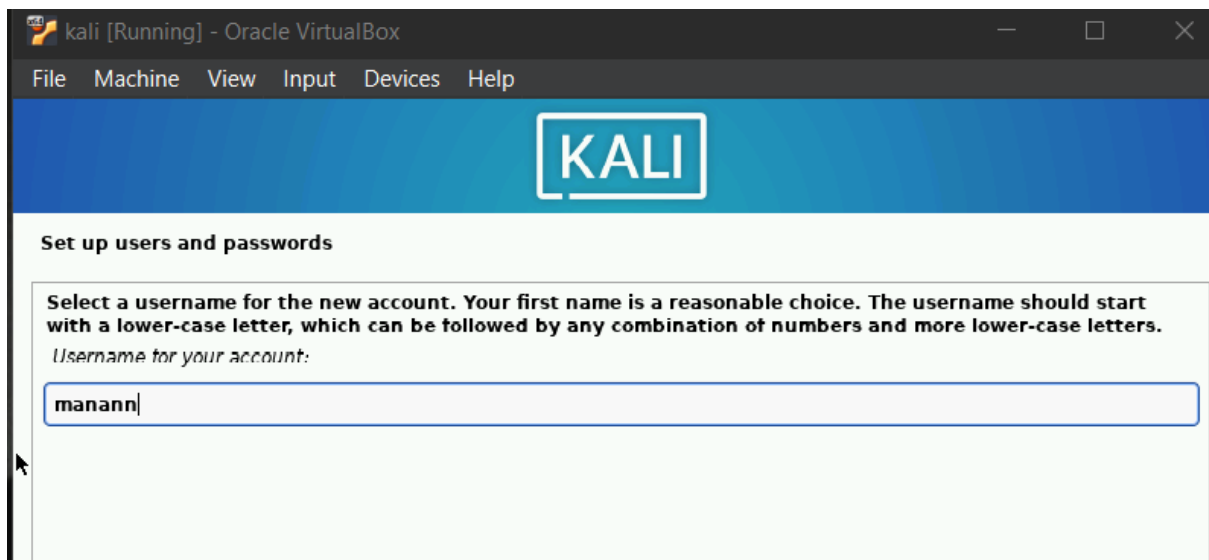 kali [Running] - Oracle VirtualBox
File Machine View Input Devices Help
KALI
Set up users and passwords
Select a username for the new account. Your first name is a reasonable choice. The username should start
with a lower-case letter, which can be followed by any combination of numbers and more lower-case letters.
Username for your account:
manann